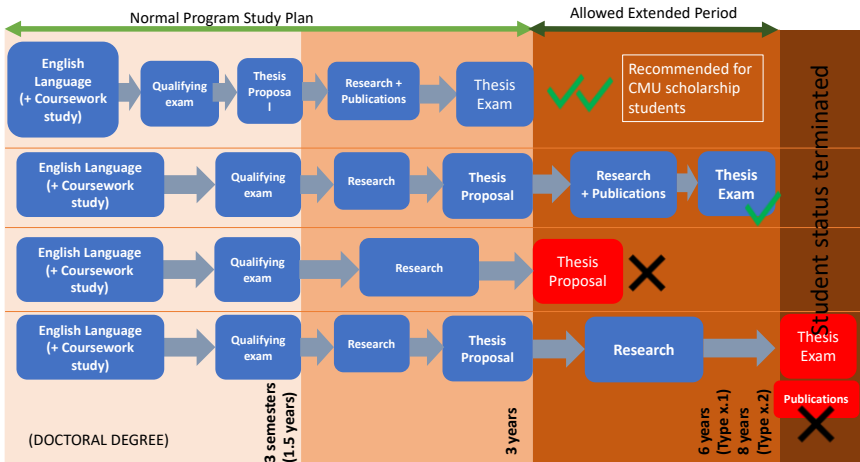 Normal Program Study Plan
Allowed Extended Period
English
Language
(+ Coursework
study)
Qualifying
exam
Thesis
Proposa
l
Research +
Publications
Thesis
Exam
Recommended for
CMU scholarship
students
English Language
(+ Coursework
study)
Qualifying
exam
Research
Thesis
Proposal
Research
+ Publications
Thesis
Exam
English Language
(+ Coursework
study)
Qualifying
exam
Research
Thesis
Proposal
English Language
(+ Coursework
study)
Qualifying
exam
Research
Thesis
Proposal
Research
Thesis
Exam
Publications
Student status terminated
(DOCTORAL DEGREE)
3 semesters
(1.5 years)
3 years
6 years
(Type x.1)
8 years
(Type x.2)